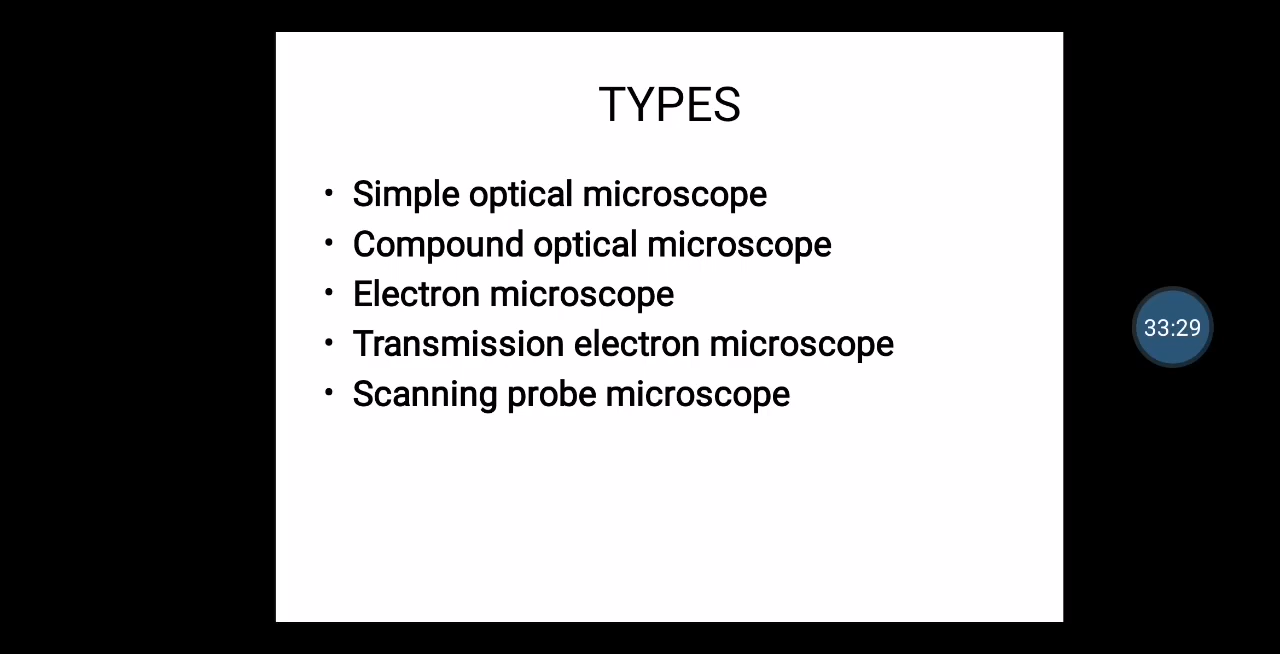 TYPES
• Simple optical microscope
• Compound optical microscope
• Electron microscope
• Transmission electron microscope
• Scanning probe microscope
33:29